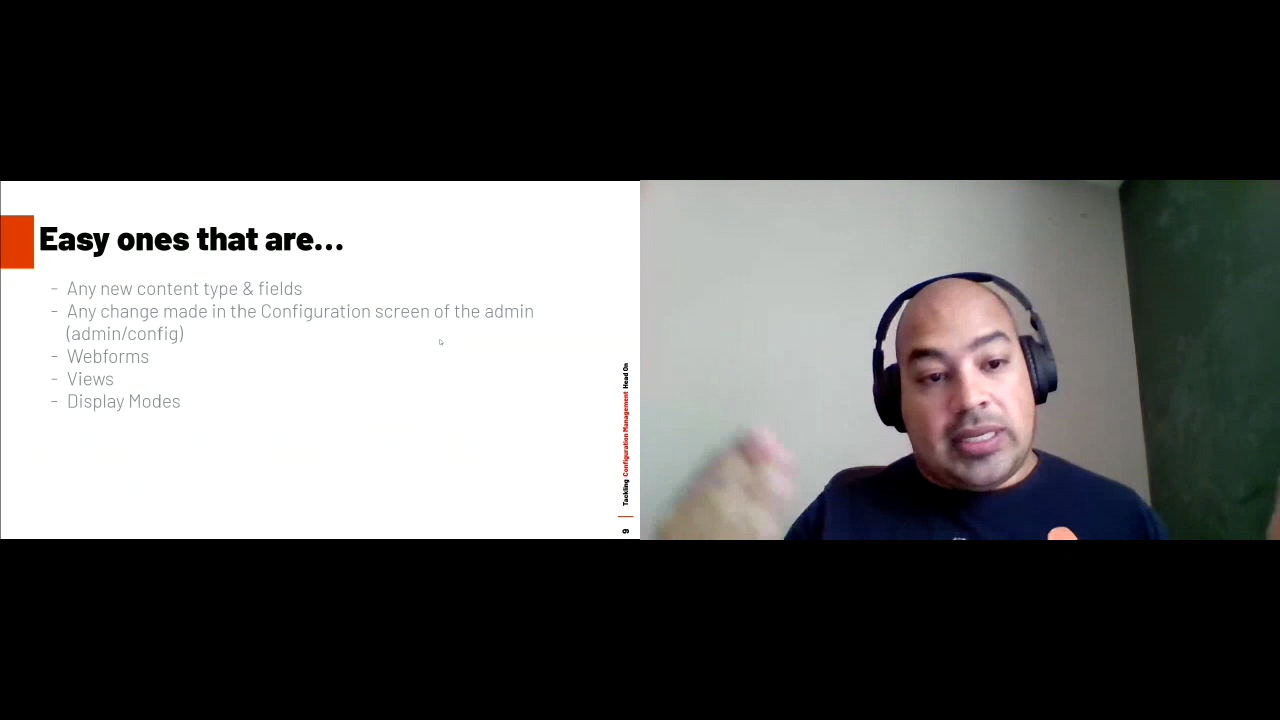 Easy ones that are...
- Any new content type & fields
- Any change made in the Configuration screen of the admin
(admin/config)
- Webforms
- Views
- Display Modes
Tackling Configuration Management Head On
9